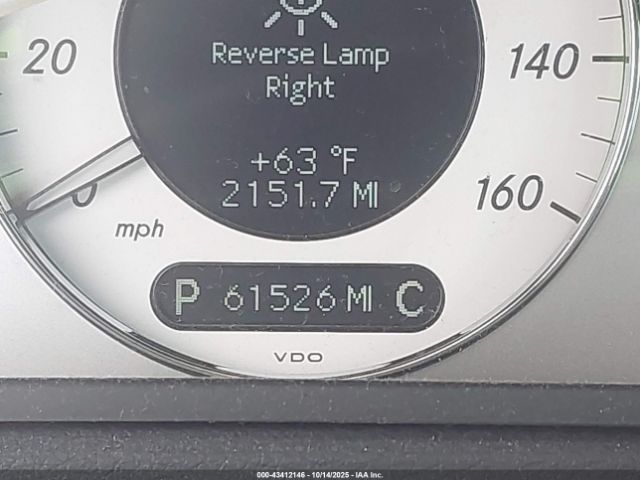 Reverse Lamp
Right
20
140
+63 °F
2151.7 MI
0
160
mph
P 61526 MI C
VDO
000-43412146 - 10/14/2025 - IAA Inc.